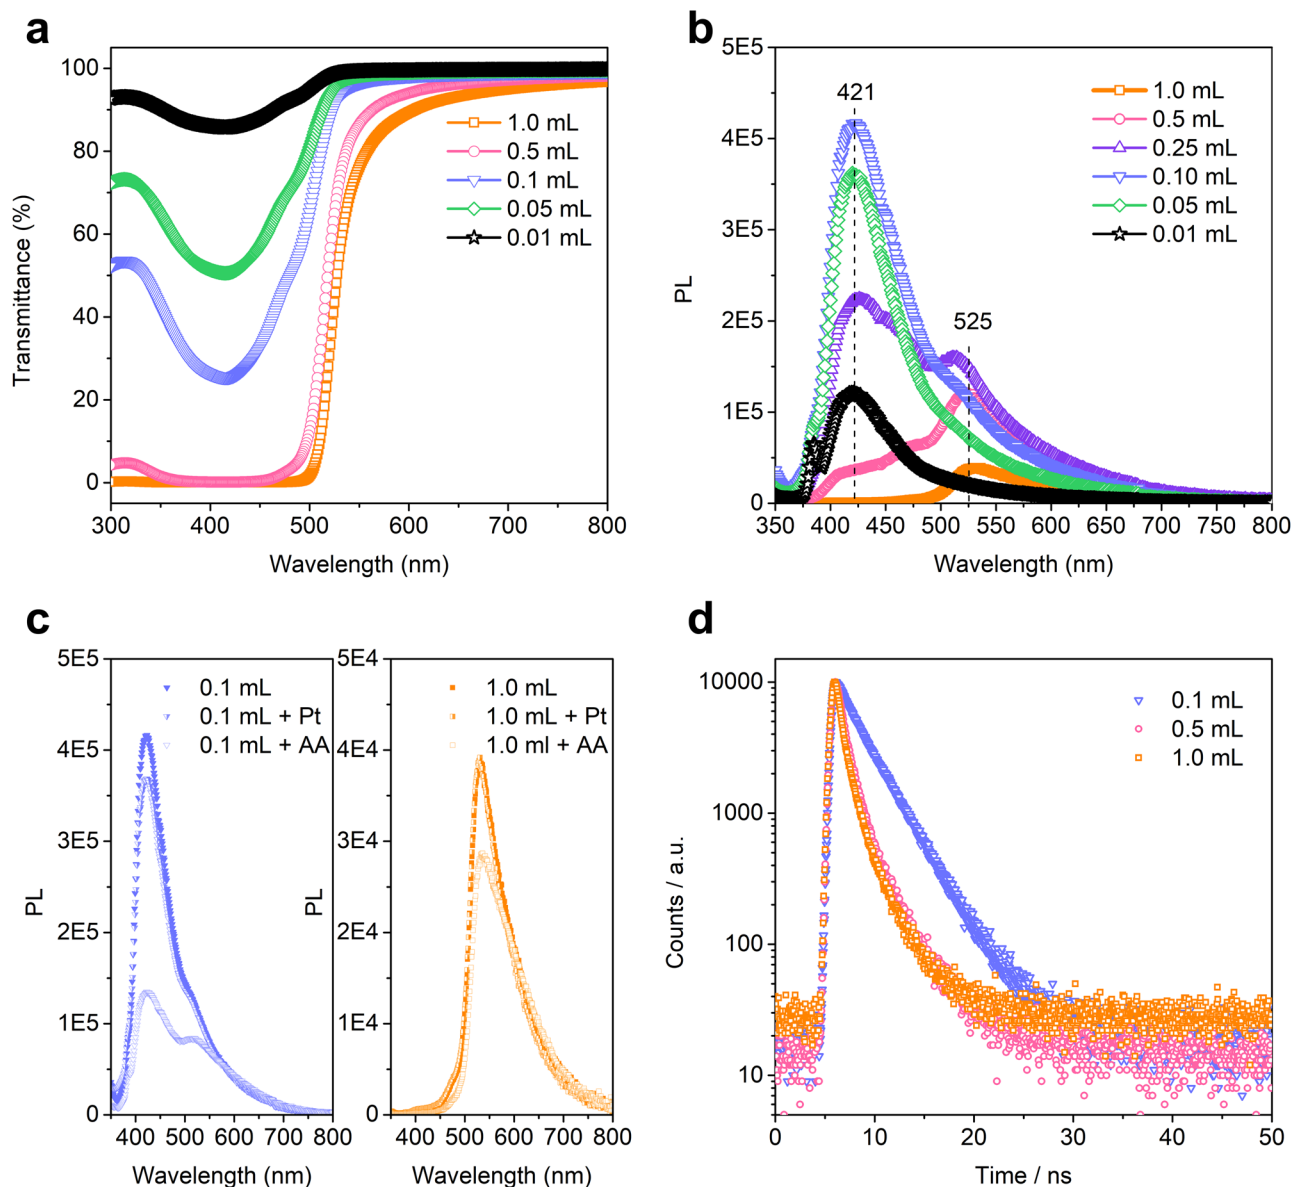 a
100
80
60
40
20
0
Transmittance (%)
1.0 mL
0.5 mL
0.1 mL
0.05 mL
0.01 mL
300
400
500
600
700
800
Wavelength (nm)
b
5E5
4E5
3E5
2E5
1E5
0
PL
421
525
1.0 mL
0.5 mL
0.25 mL
0.10 mL
0.05 mL
0.01 mL
350
400
450
500
550
600
650
700
750
800
Wavelength (nm)
c
5E5
4E5
3E5
2E5
1E5
0
PL
0.1 mL
0.1 mL + Pt
0.1 mL + AA
400
500
600
700
800
Wavelength (nm)
5E4
4E4
3E4
2E4
1E4
0
PL
1.0 mL
1.0 mL + Pt
1.0 ml + AA
400
500
600
700
800
Wavelength (nm)
d
10000
1000
100
10
Counts / a.u.
0.1 mL
0.5 mL
1.0 mL
0
10
20
30
40
50
Time / ns